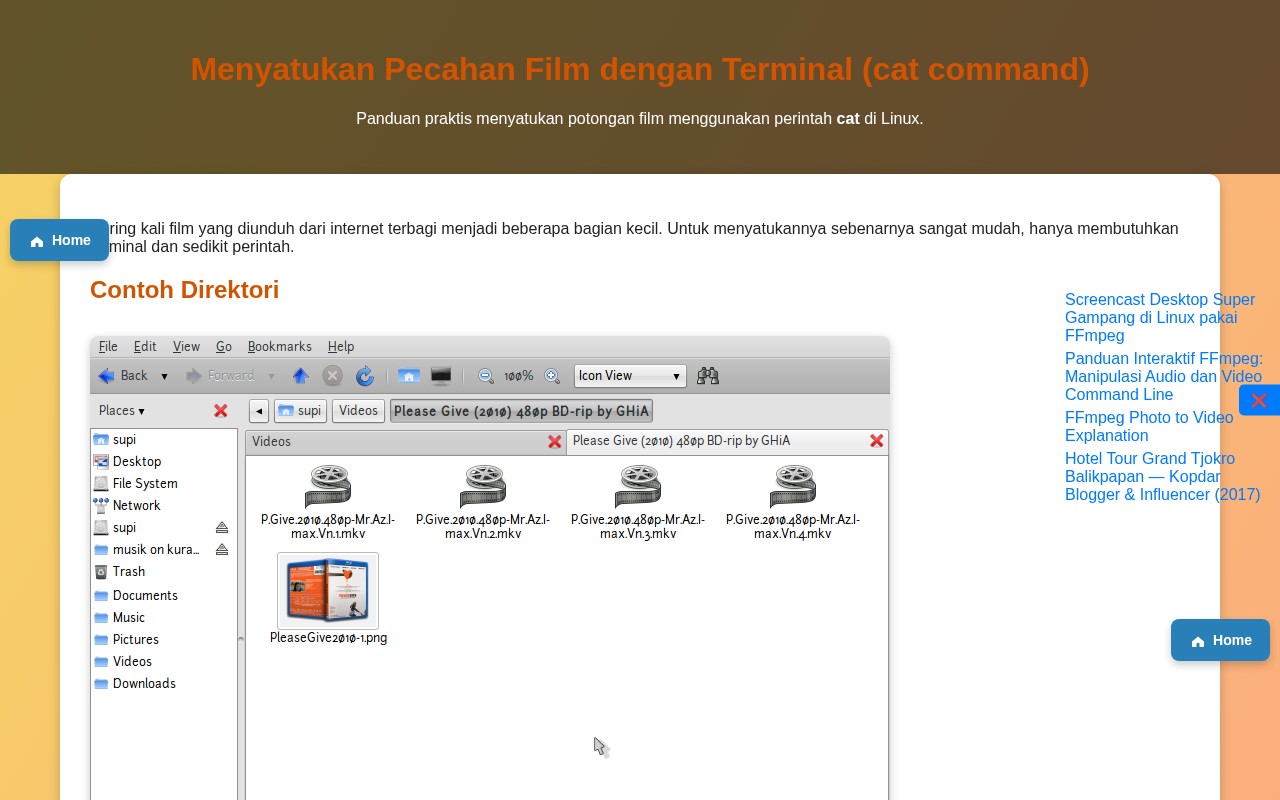 Menyatukan Pecahan Film dengan Terminal (cat command)
Panduan praktis menyatukan potongan film menggunakan perintah cat di Linux.
Home
ring kali film yang diunduh dari internet terbagi menjadi beberapa bagian kecil. Untuk menyatukannya sebenarnya sangat mudah, hanya membutuhkan
minal dan sedikit perintah.
Contoh Direktori
Screencast Desktop Super
Gampang di Linux pakai
FFmpeg
Panduan Interaktif FFmpeg:
Manipulasi Audio dan Video
Command Line
FFmpeg Photo to Video
Explanation
Hotel Tour Grand Tjokro
Balikpapan — Kopdar
Blogger & Influencer (2017)
File Edit View Go Bookmarks Help
Back Forward 100% Icon View
Places supi Videos Please Give (2010) 480p BD-rip by GHiA
Videos Please Give (2010) 480p BD-rip by GHiA
supi
Desktop
File System
Network
supi
musik on kura...
Trash
Documents
Music
Pictures
Videos
Downloads
P.Give.2010.480p-Mr.Az.I-
max.Vn.1.mkv
P.Give.2010.480p-Mr.Az.I-
max.Vn.2.mkv
P.Give.2010.480p-Mr.Az.I-
max.Vn.3.mkv
P.Give.2010.480p-Mr.Az.I-
max.Vn.4.mkv
PleaseGive2010-1.png
Home